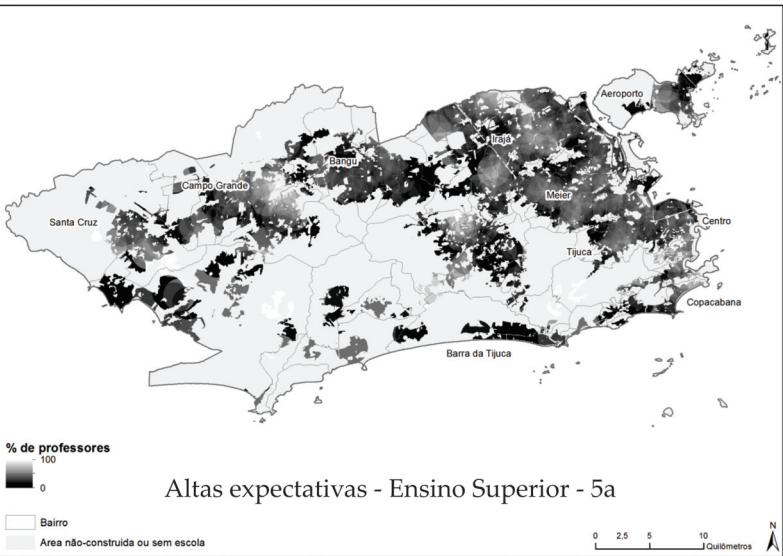 Aeroporto
Irajá
Bangu
Campo Grande
Meier
Santa Cruz
Centro
Tijuca
Copacabana
Barra da Tijuca
% de professores
100
0
Altas expectativas - Ensino Superior - 5a
Bairro
Area não-construida ou sem escola
0 2,5 5 10
Quilômetros
N